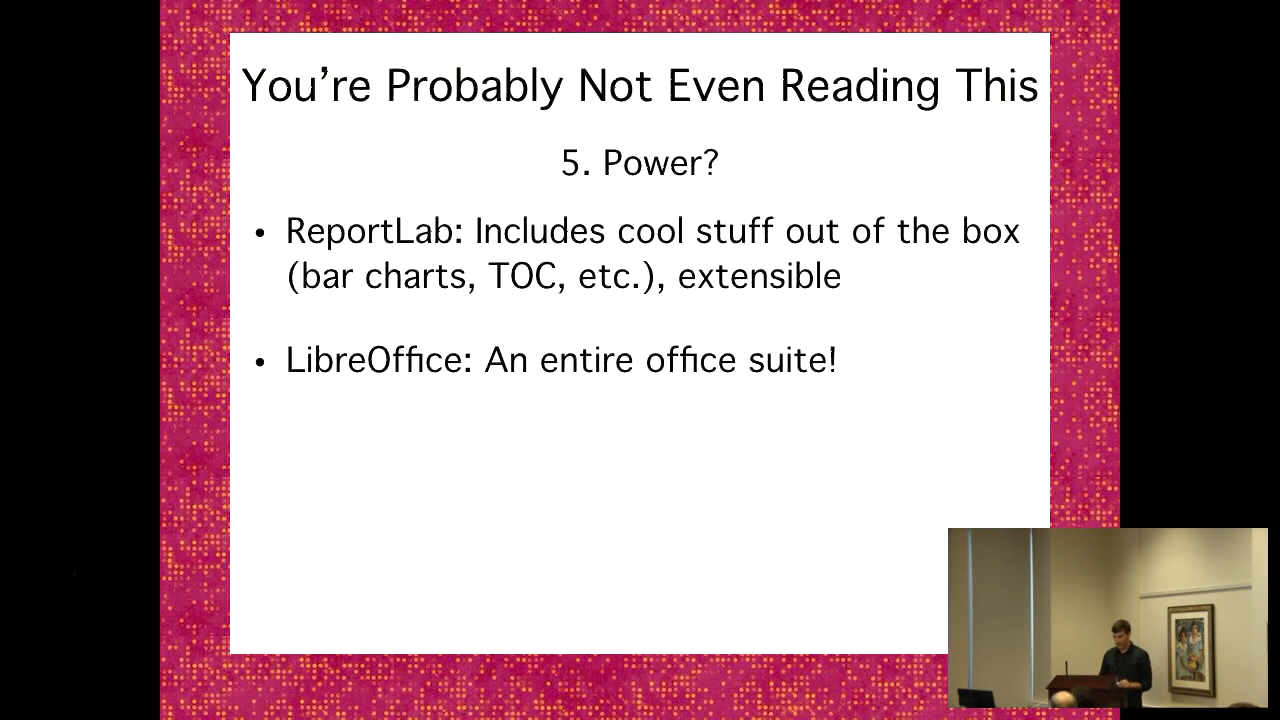 You’re Probably Not Even Reading This
5. Power?
• ReportLab: Includes cool stuff out of the box
(bar charts, TOC, etc.), extensible
• LibreOffice: An entire office suite!